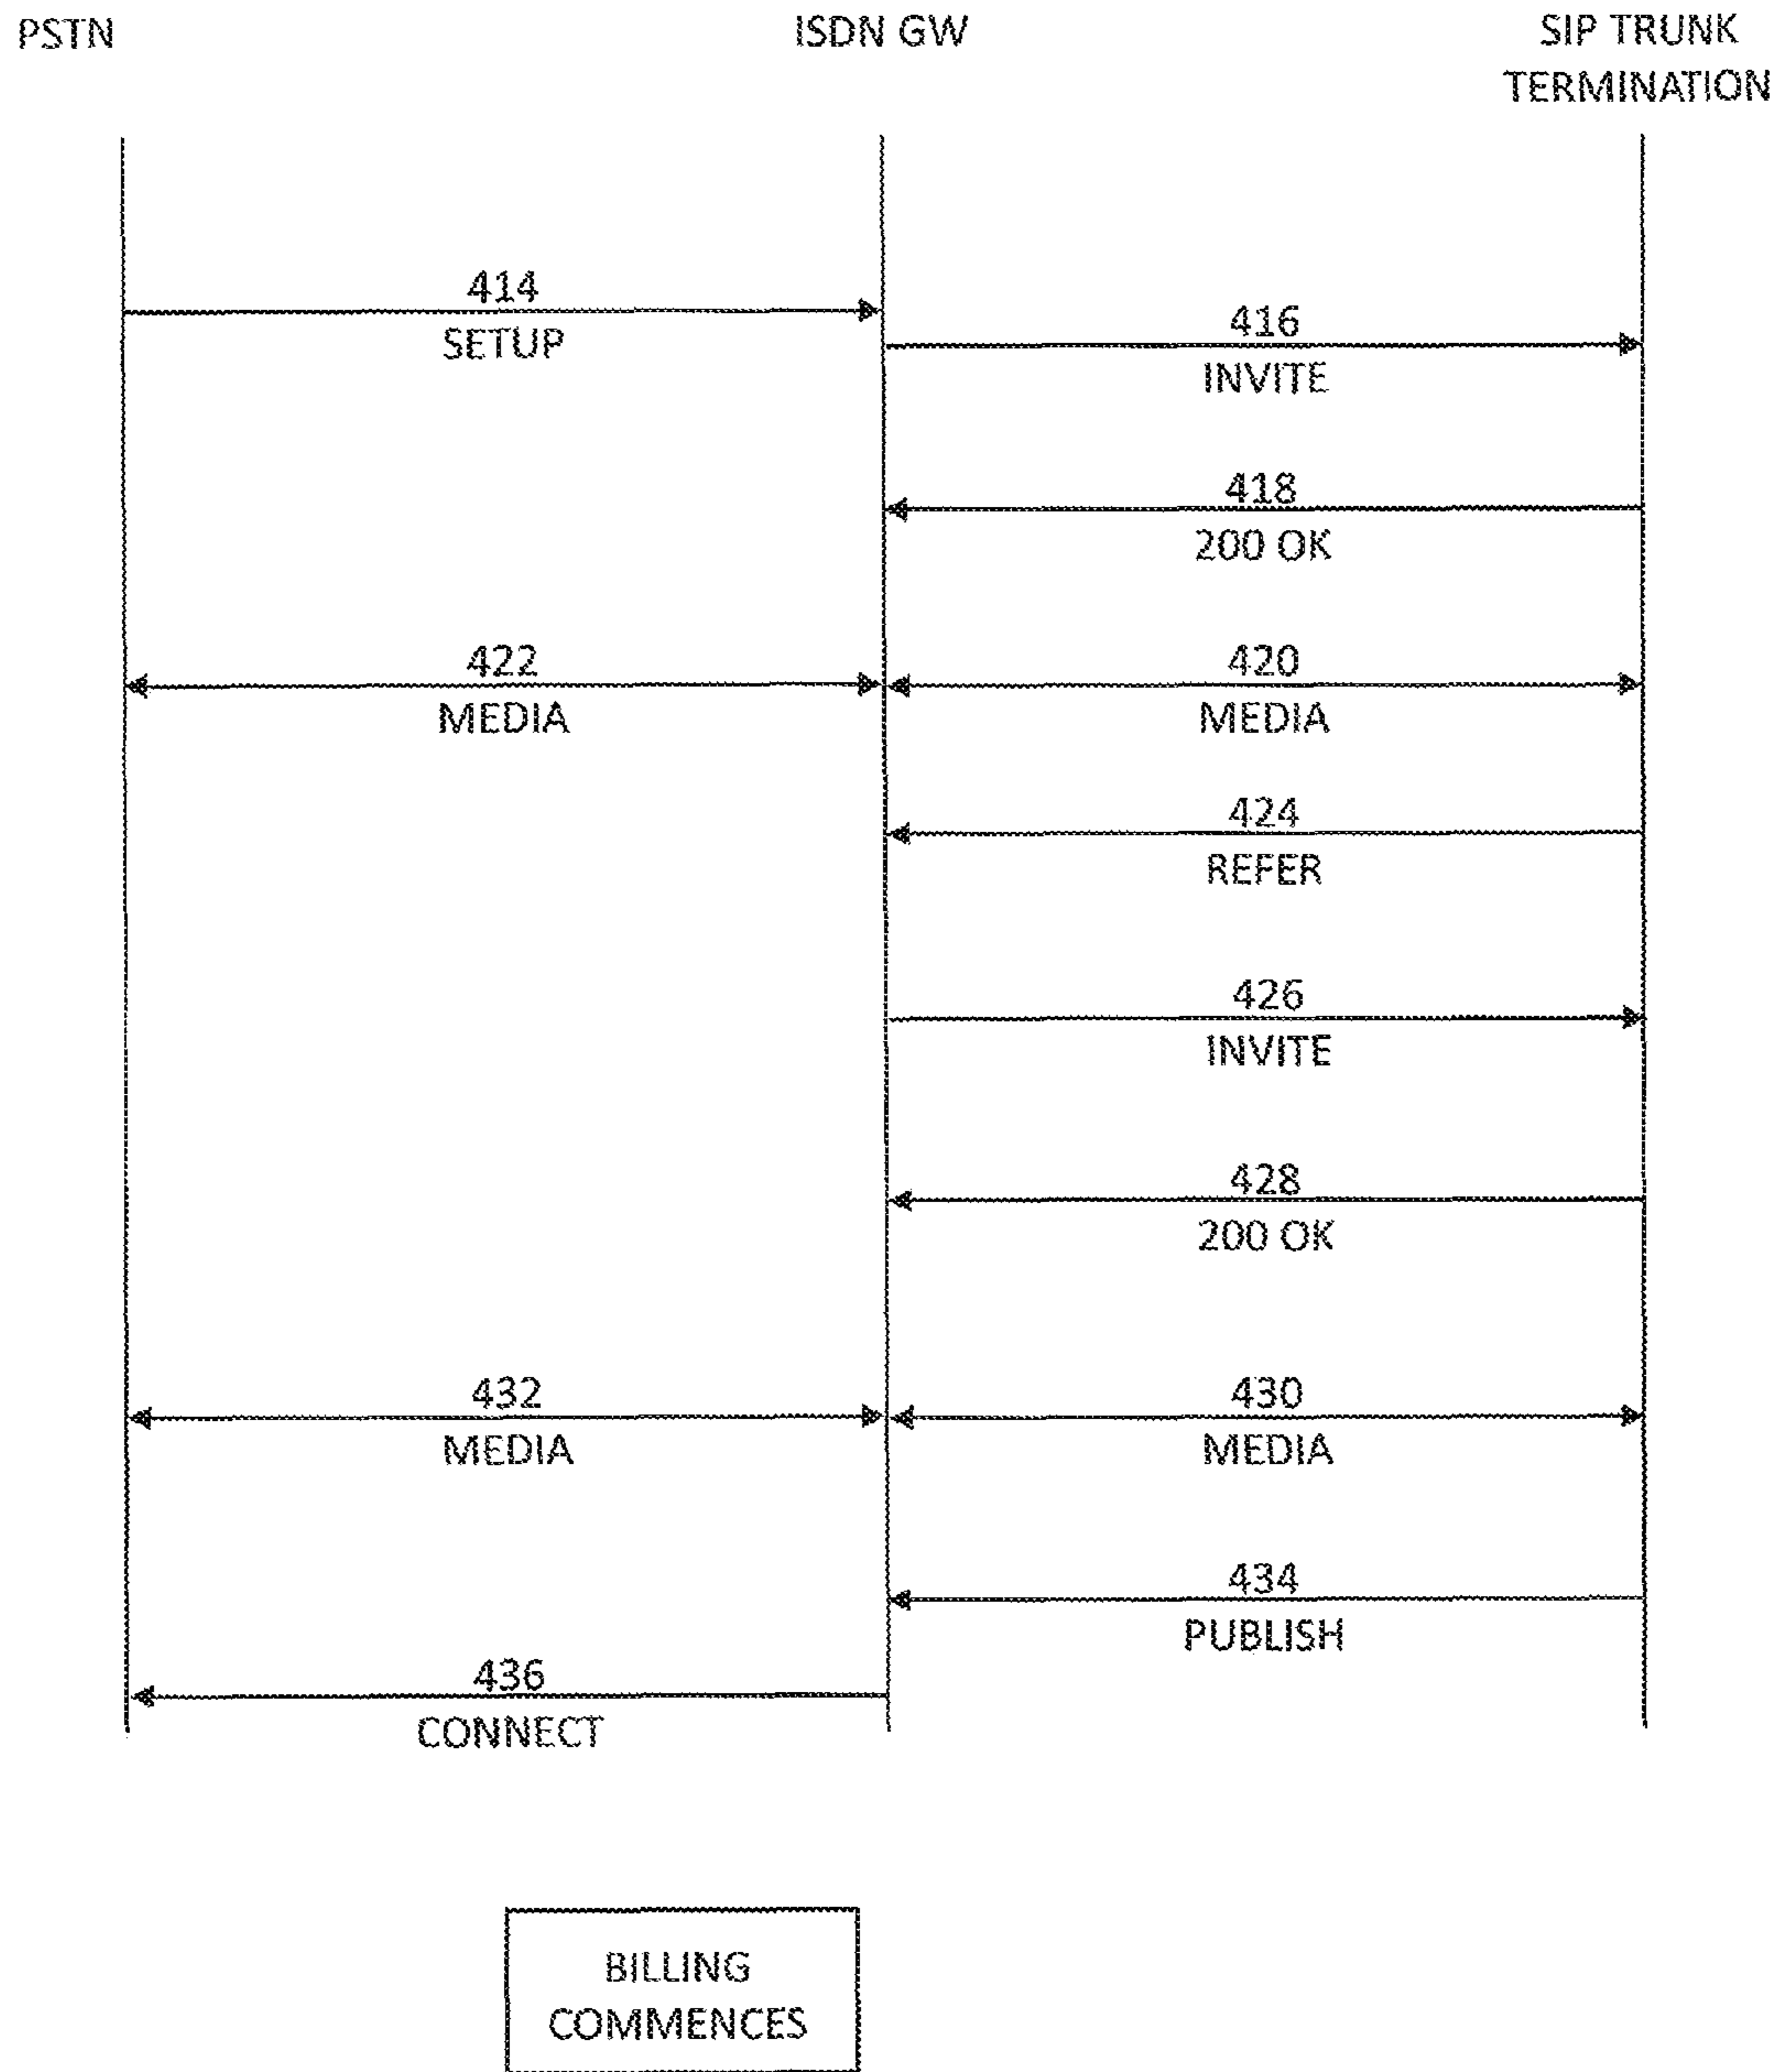 PSTN
ISDN GW
SIP TRUNK
TERMINATION
414
SETUP
416
INVITE
418
200 OK
422
MEDIA
420
MEDIA
424
REFER
426
INVITE
428
200 OK
432
MEDIA
430
MEDIA
434
PUBLISH
436
CONNECT
BILLING
COMMENCES